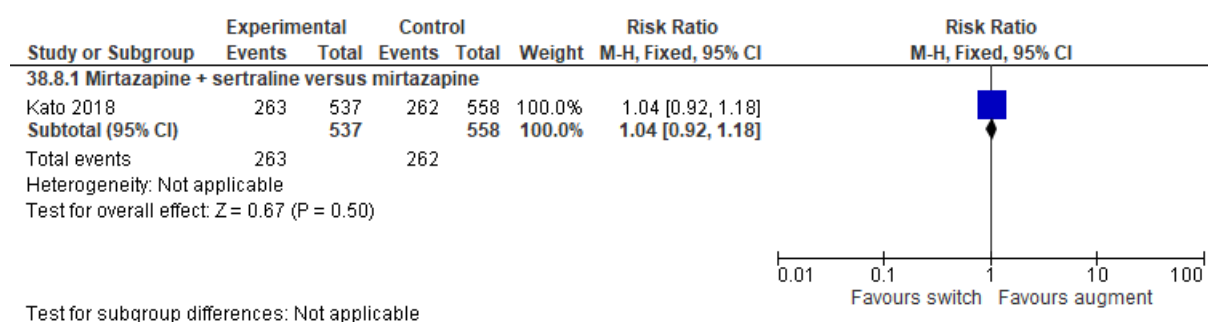 Experimental Control Risk Ratio Risk Ratio
Study or Subgroup Events Total Events Total Weight M-H, Fixed, 95% CI M-H, Fixed, 95% CI
38.8.1 Mirtazapine + sertraline versus mirtazapine
Kato 2018 263 537 262 558 100.0% 1.04 [0.92, 1.18]
Subtotal (95% CI) 537 558 100.0% 1.04 [0.92, 1.18]
Total events 263 262
Heterogeneity: Not applicable
Test for overall effect: Z = 0.67 (P = 0.50)
0.01 0.1 1 10 100
Favours switch Favours augment
Test for subgroup differences: Not applicable